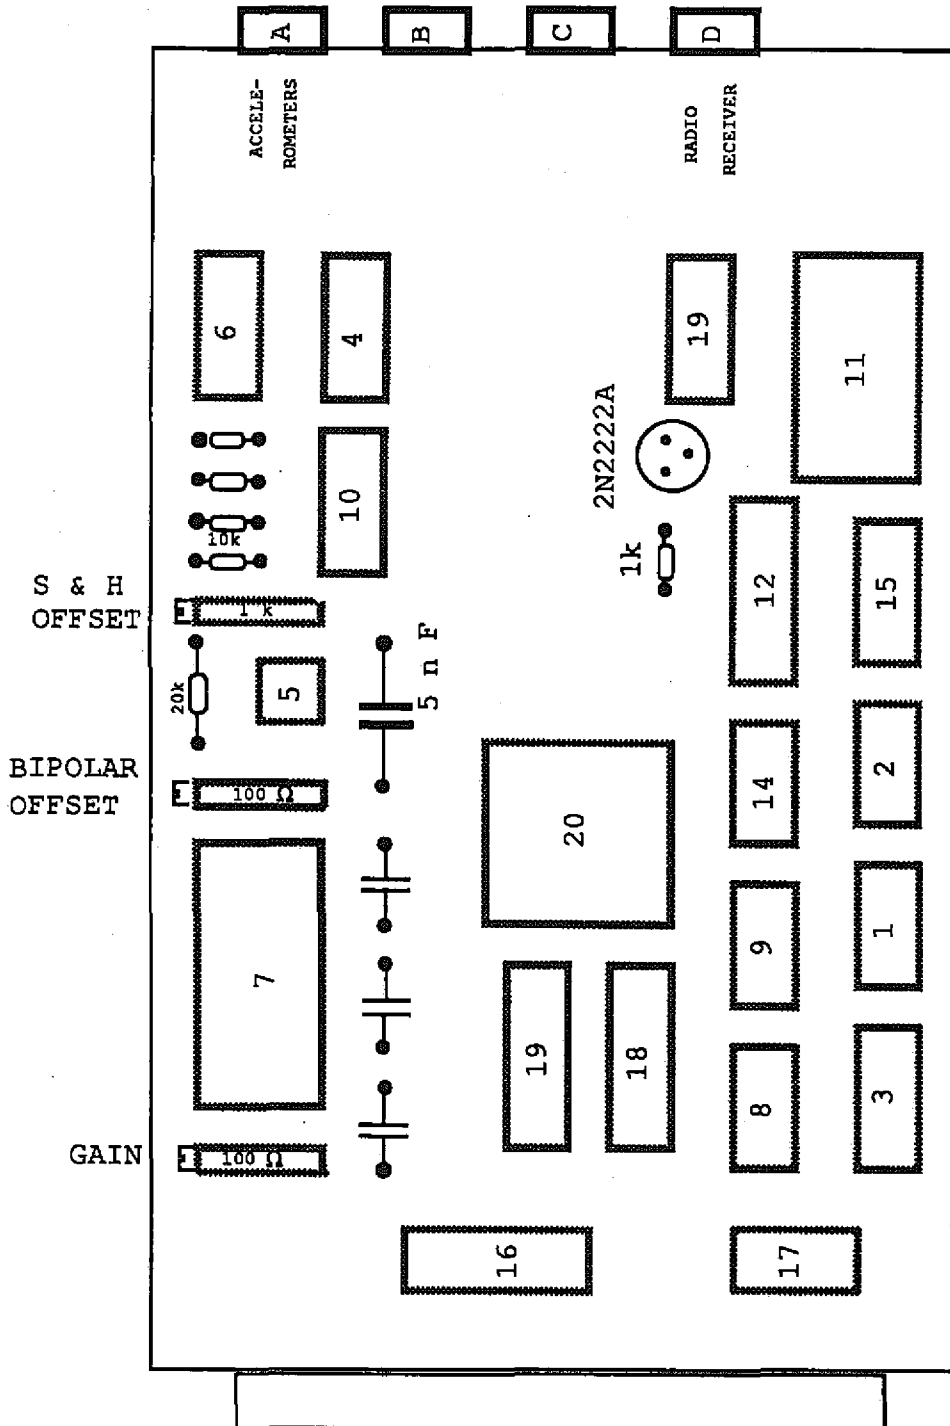 A
B
C
D
ACCELE-
ROMETERS
RADIO
RECEIVER
6
4
19
11
2N2222A
10
10k
1k
12
15
S & H
OFFSET
1 k
20k
5
5 n F
BIPOLAR
OFFSET
100 Ω
14
2
20
7
9
1
19
18
8
3
GAIN
100 Ω
16
17